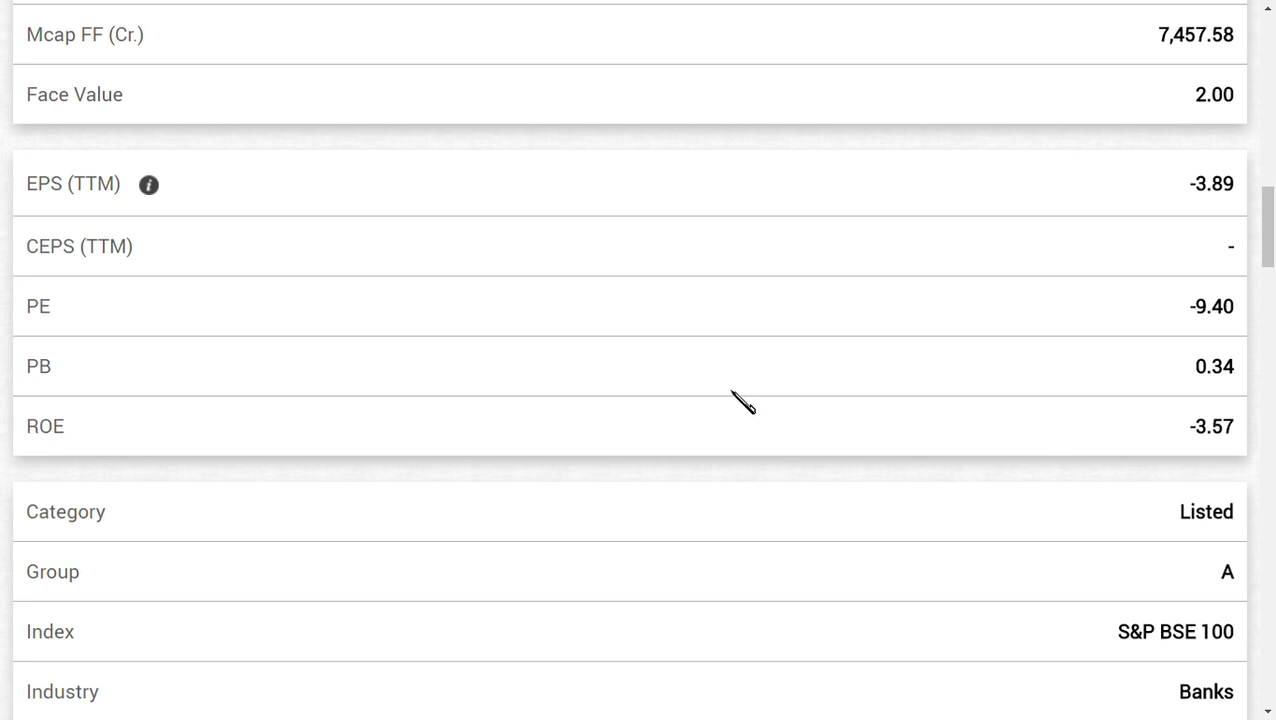 Mcap FF (Cr.) 7,457.58
Face Value 2.00
EPS (TTM) i -3.89
CEPS (TTM) -
PE -9.40
PB 0.34
ROE -3.57
Category Listed
Group A
Index S&P BSE 100
Industry Banks